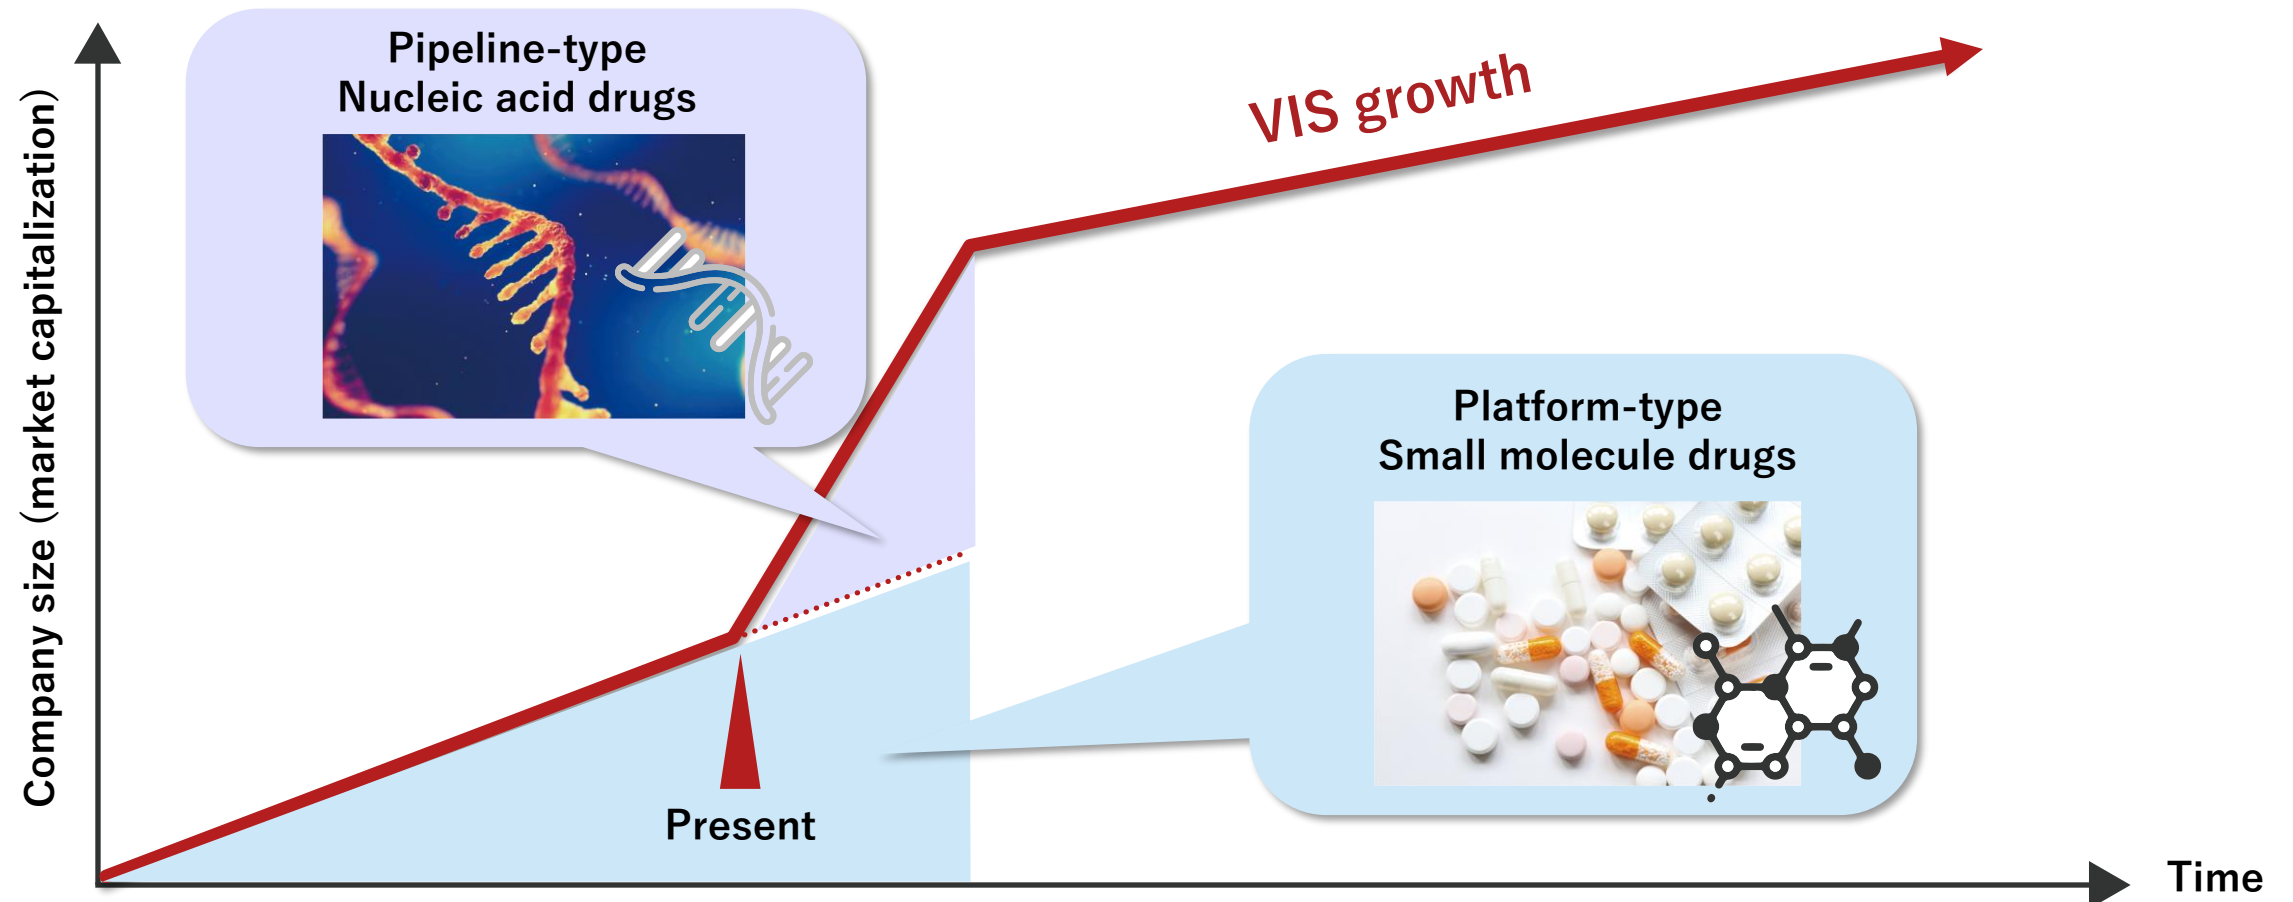 Pipeline-type
Nucleic acid drugs
VIS growth
Company size (market capitalization)
Platform-type
Small molecule drugs
Present
Time